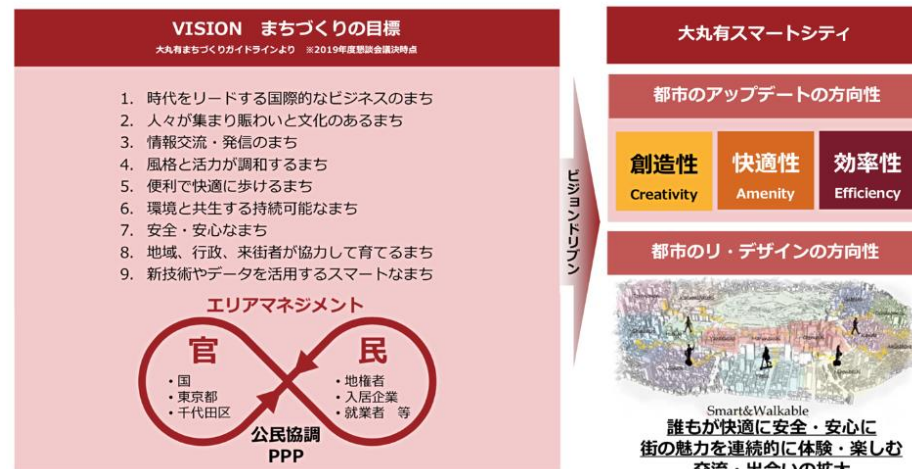 VISION まちづくりの目標
大丸有まちづくりガイドラインより ※2019年度懇談会議決時点
1. 時代をリードする国際的なビジネスのまち
2. 人々が集まり賑わいと文化のあるまち
3. 情報交流・発信のまち
4. 風格と活力が調和するまち
5. 便利で快適に歩けるまち
6. 環境と共生する持続可能なまち
7. 安全・安心なまち
8. 地域、行政、来街者が協力して育てるまち
9. 新技術やデータを活用するスマートなまち
エリアマネジメント
官
・国
・東京都
・千代田区
民
・地権者
・入居企業
・就業者 等
公民協調
PPP
ビジョンドリブン
大丸有スマートシティ
都市のアップデートの方向性
創造性
Creativity
快適性
Amenity
効率性
Efficiency
都市のリ・デザインの方向性
Smart&Walkable
誰もが快適に安全・安心に
街の魅力を連続的に体験・楽しむ
交流・出会いの拡大